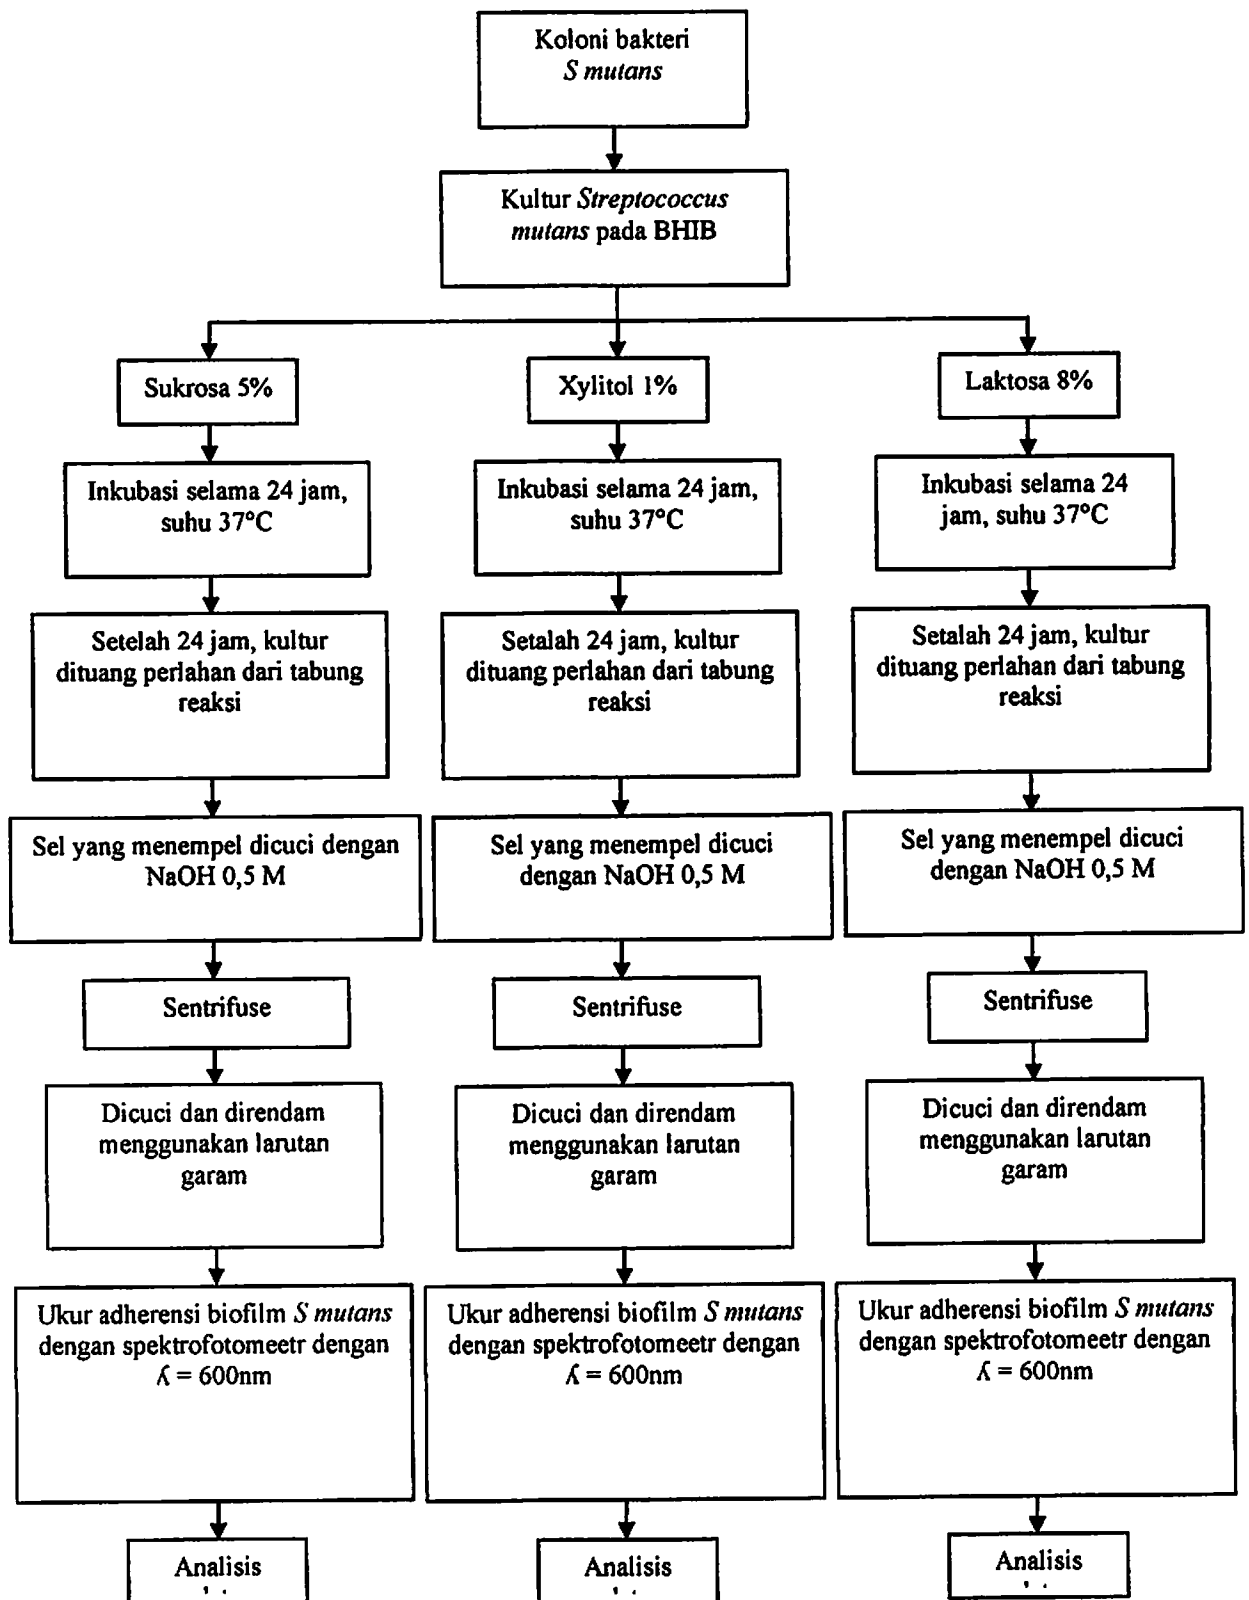 Koloni bakteri
S mutans
Kultur Streptococcus
mutans pada BHIB
Sukrosa 5%
Xylitol 1%
Laktosa 8%
Inkubasi selama 24 jam,
suhu 37°C
Inkubasi selama 24 jam,
suhu 37°C
Inkubasi selama 24
jam, suhu 37°C
Setelah 24 jam, kultur
dituang perlahan dari tabung
reaksi
Setalah 24 jam, kultur
dituang perlahan dari tabung
reaksi
Setalah 24 jam, kultur
dituang perlahan dari tabung
reaksi
Sel yang menempel dicuci dengan
NaOH 0,5 M
Sel yang menempel dicuci
dengan NaOH 0,5 M
Sel yang menempel dicuci
dengan NaOH 0,5 M
Sentrifuse
Sentrifuse
Sentrifuse
Dicuci dan direndam
menggunakan larutan
garam
Dicuci dan direndam
menggunakan larutan
garam
Dicuci dan direndam
menggunakan larutan
garam
Ukur adherensi biofilm S mutans
dengan spektrofotomeetr dengan
λ = 600nm
Ukur adherensi biofilm S mutans
dengan spektrofotomeetr dengan
λ = 600nm
Ukur adherensi biofilm S mutans
dengan spektrofotomeetr dengan
λ = 600nm
Analisis
Analisis
Analisis